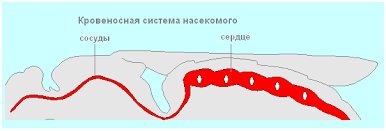 Кровеносная система насекомого
сосуды
сердце